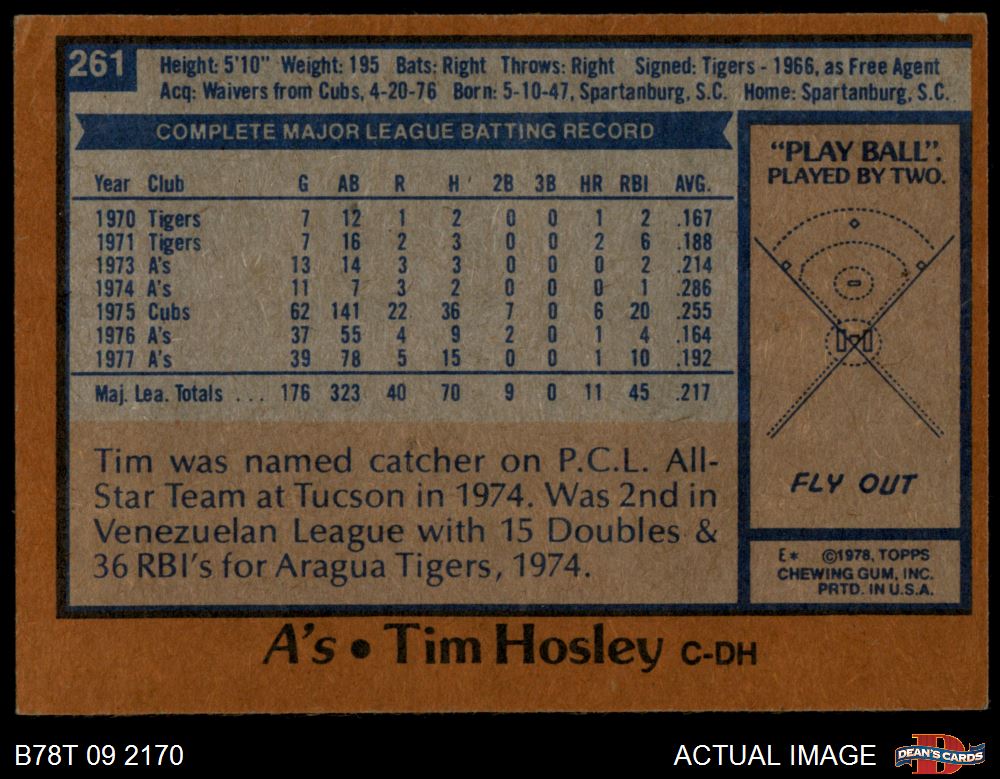 261
Height: 5'10" Weight: 195 Bats: Right Throws: Right Signed: Tigers - 1966, as Free Agent
Acq: Waivers from Cubs, 4-20-76 Born: 5-10-47, Spartanburg, S.C. Home: Spartanburg, S.C.
COMPLETE MAJOR LEAGUE BATTING RECORD
Year Club G AB R H 2B 3B HR RBI AVG.
1970 Tigers 7 12 1 2 0 0 1 2 .167
1971 Tigers 7 16 2 3 0 0 2 6 .188
1973 A's 13 14 3 3 0 0 0 2 .214
1974 A's 11 7 3 2 0 0 0 1 .286
1975 Cubs 62 141 22 36 7 0 6 20 .255
1976 A's 37 55 4 9 2 0 1 4 .164
1977 A's 39 78 5 15 0 0 1 10 .192
Maj. Lea. Totals . . . 176 323 40 70 9 0 11 45 .217
Tim was named catcher on P.C.L. All-
Star Team at Tucson in 1974. Was 2nd in
Venezuelan League with 15 Doubles &
36 RBI's for Aragua Tigers, 1974.
"PLAY BALL".
PLAYED BY TWO.
FLY OUT
E* ©1978, TOPPS
CHEWING GUM, INC.
PRTD. IN U.S.A.
A's • Tim Hosley C-DH
B78T 09 2170
ACTUAL IMAGE
D
DEAN'S CARDS